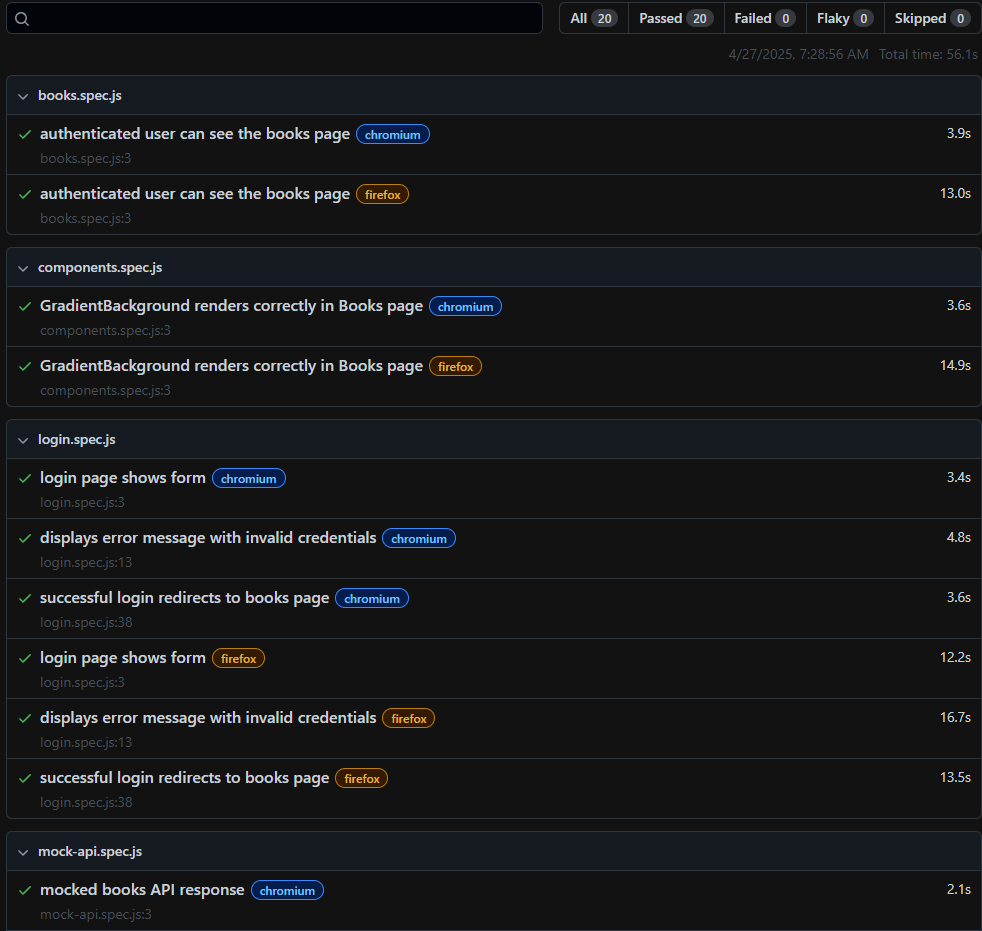 All 20 Passed 20 Failed 0 Flaky 0 Skipped 0
4/27/2025, 7:28:56 AM Total time: 56.1s
books.spec.js
authenticated user can see the books page chromium 3.9s
books.spec.js:3
authenticated user can see the books page firefox 13.0s
books.spec.js:3
components.spec.js
GradientBackground renders correctly in Books page chromium 3.6s
components.spec.js:3
GradientBackground renders correctly in Books page firefox 14.9s
components.spec.js:3
login.spec.js
login page shows form chromium 3.4s
login.spec.js:3
displays error message with invalid credentials chromium 4.8s
login.spec.js:13
successful login redirects to books page chromium 3.6s
login.spec.js:38
login page shows form firefox 12.2s
login.spec.js:3
displays error message with invalid credentials firefox 16.7s
login.spec.js:13
successful login redirects to books page firefox 13.5s
login.spec.js:38
mock-api.spec.js
mocked books API response chromium 2.1s
mock-api.spec.js:3